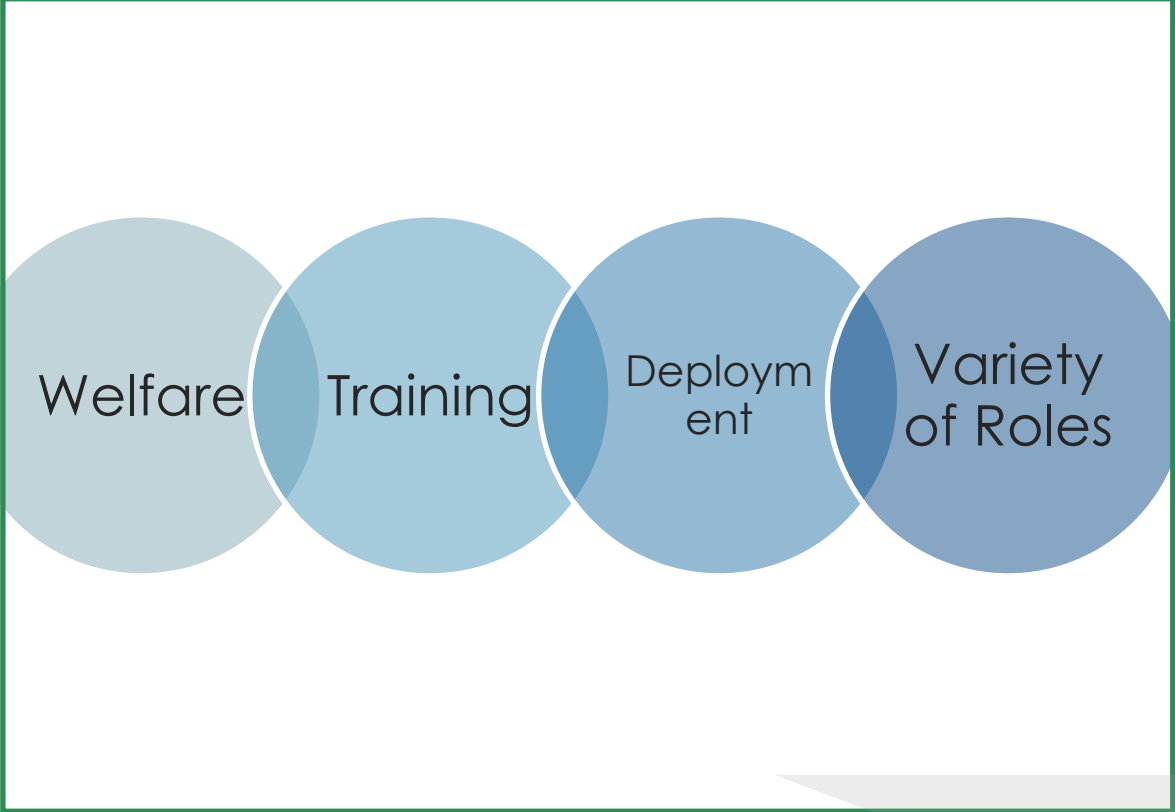 Welfare
Training
Deploym
ent
Variety
of Roles